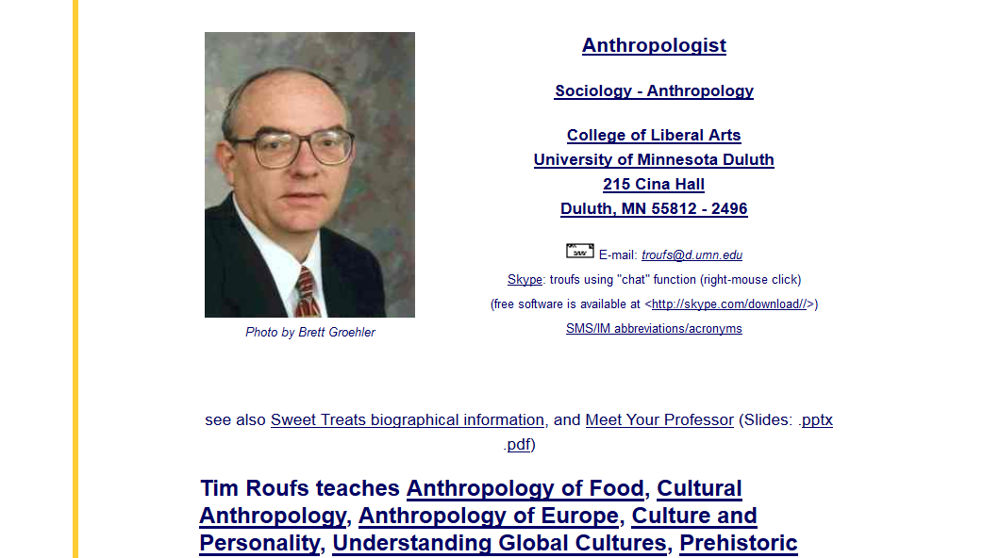 Anthropologist
Sociology - Anthropology
College of Liberal Arts
University of Minnesota Duluth
215 Cina Hall
Duluth, MN 55812 - 2496
E-mail: troufs@d.umn.edu
Skype: troufs using "chat" function (right-mouse click)
(free software is available at <http://skype.com/download//>)
SMS/IM abbreviations/acronyms
Photo by Brett Groehler
see also Sweet Treats biographical information, and Meet Your Professor (Slides: .pptx
.pdf)
Tim Roufs teaches Anthropology of Food, Cultural
Anthropology, Anthropology of Europe, Culture and
Personality, Understanding Global Cultures, Prehistoric